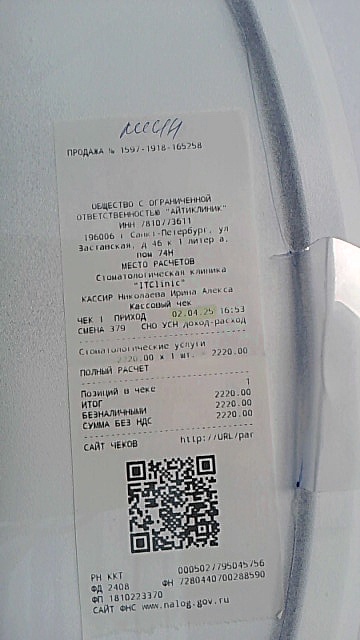 ПРОДАЖА № 1597-1918-165258
ОБЩЕСТВО С ОГРАНИЧЕННОЙ
ОТВЕТСТВЕННОСТЬЮ "АЙТИКЛИНИК"
ИНН 7810773611
196006 г Санкт-Петербург, ул
Заставская, д 46 к 1 литер а,
пом 74Н
МЕСТО РАСЧЕТОВ
Стоматологическая клиника
"ITClinic"
КАССИР Николаева Ирина Алекса
Кассовый чек
ЧЕК 1 ПРИХОД 02.04.25 16:53
СМЕНА 379 СНО УСН доход-расход
Стоматологические услуги
2220.00 x 1 шт. 2220.00
ПОЛНЫЙ РАСЧЕТ
Позиций в чеке 1
ИТОГ 2220.00
БЕЗНАЛИЧНЫМИ 2220.00
СУММА БЕЗ НДС 2220.00
САЙТ ЧЕКОВ http://URL/par
РН ККТ 0005027795045756
ФД 2408 ФН 7280440700288590
ФП 1810223370
САЙТ ФНС www.nalog.gov.ru